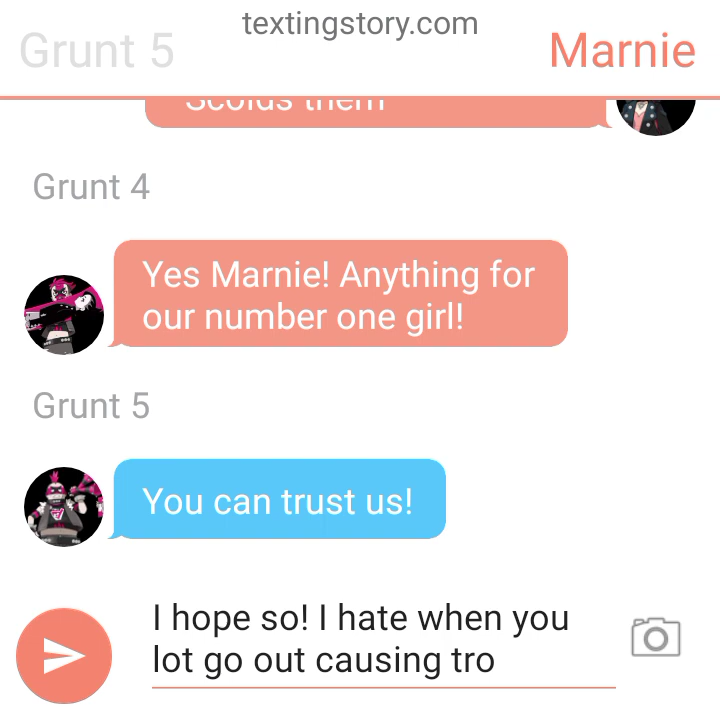 textingstory.com
Grunt 5
Marnie
Scolds them
Grunt 4
Yes Marnie! Anything for
our number one girl!
Grunt 5
You can trust us!
I hope so! I hate when you
lot go out causing tro